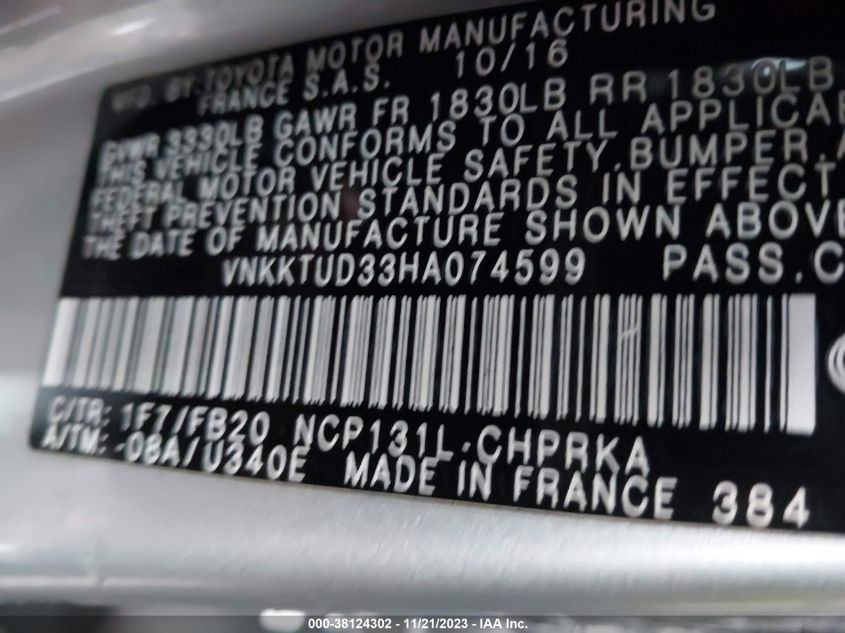 MFD. BY:TOYOTA MOTOR MANUFACTURING
FRANCE S.A.S. 10/16
GVWR 3330LB GAWR FR 1830LB RR 1830LB
THIS VEHICLE CONFORMS TO ALL APPLICA
FEDERAL MOTOR VEHICLE SAFETY,BUMPER,
THEFT PREVENTION STANDARDS IN EFFECT
THE DATE OF MANUFACTURE SHOWN ABOVE
VNKKTUD33HA074599 PASS.C
C/TR: 1F7/FB20 NCP131L-CHPRKA
A/TM: -08A/U340E MADE IN FRANCE 384
000-38124302 - 11/21/2023 - IAA Inc.